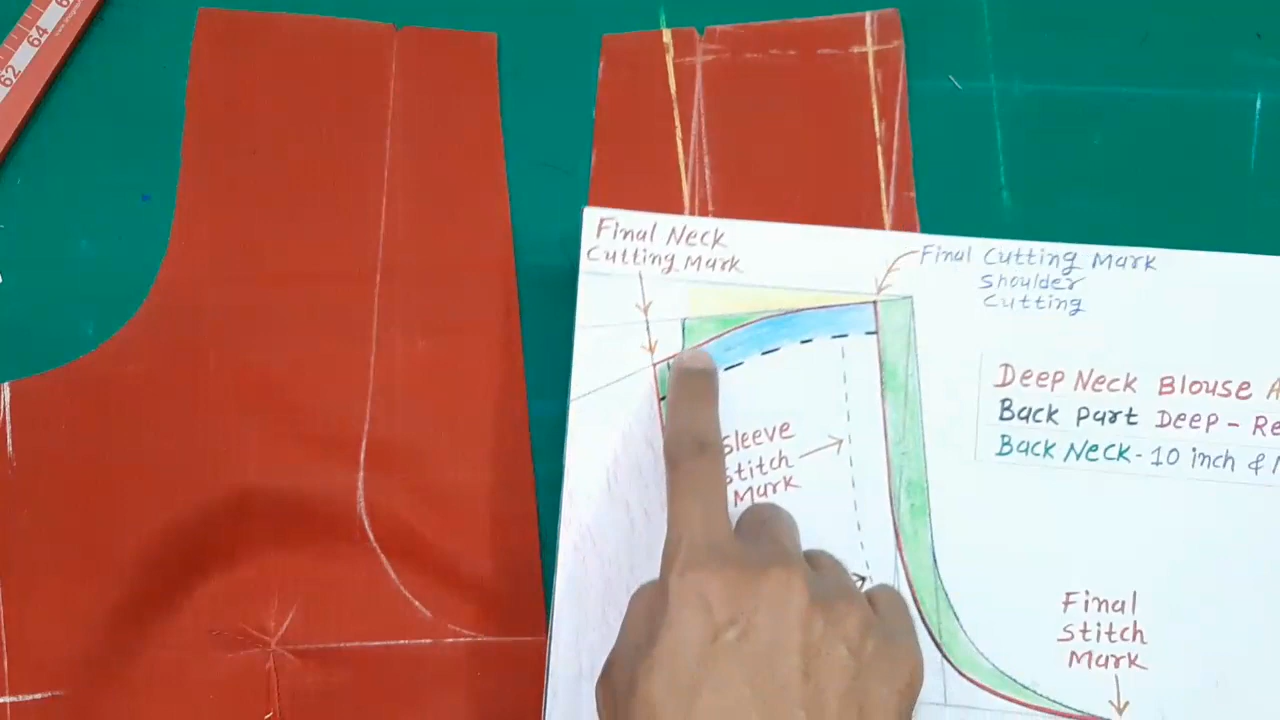 62
64
Final Neck
Cutting Mark
Final Cutting Mark
Shoulder
Cutting
Deep Neck Blouse
Back Part Deep -
Back Neck - 10 inch &
Sleeve
Stitch
Mark
Final
Stitch
Mark